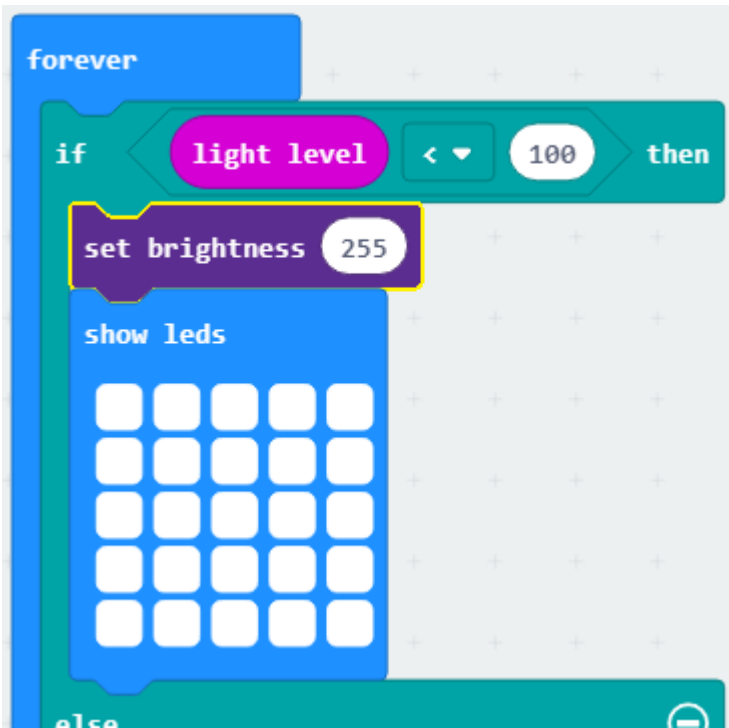 forever
if light level < 100 then
set brightness 255
show leds
else